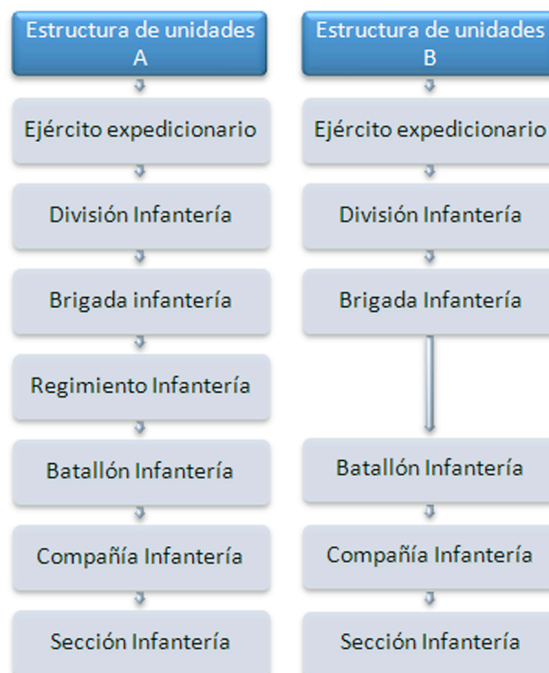 Estructura de unidades
A
Ejército expedicionario
División Infantería
Brigada infantería
Regimiento Infantería
Batallón Infantería
Compañía Infantería
Sección Infantería
Estructura de unidades
B
Ejército expedicionario
División Infantería
Brigada Infantería
Batallón Infantería
Compañía Infantería
Sección Infantería